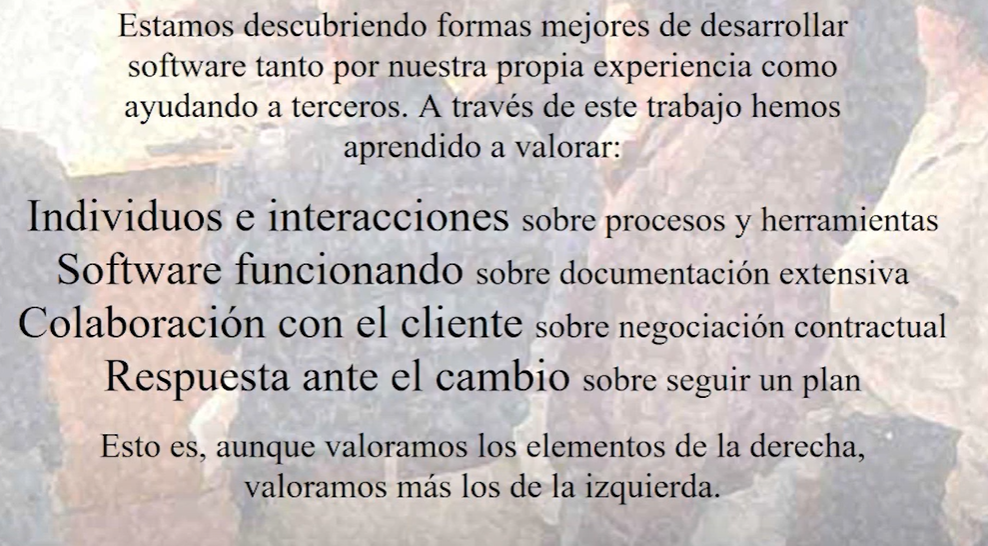 Estamos descubriendo formas mejores de desarrollar
software tanto por nuestra propia experiencia como
ayudando a terceros. A través de este trabajo hemos
aprendido a valorar:
Individuos e interacciones sobre procesos y herramientas
Software funcionando sobre documentación extensiva
Colaboración con el cliente sobre negociación contractual
Respuesta ante el cambio sobre seguir un plan
Esto es, aunque valoramos los elementos de la derecha,
valoramos más los de la izquierda.